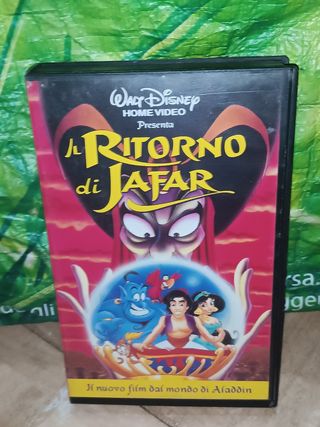 WALT DISNEY
HOME VIDEO
Presenta
Il RITORNO
di JAFAR
Il nuovo film dal mondo di Aladdin